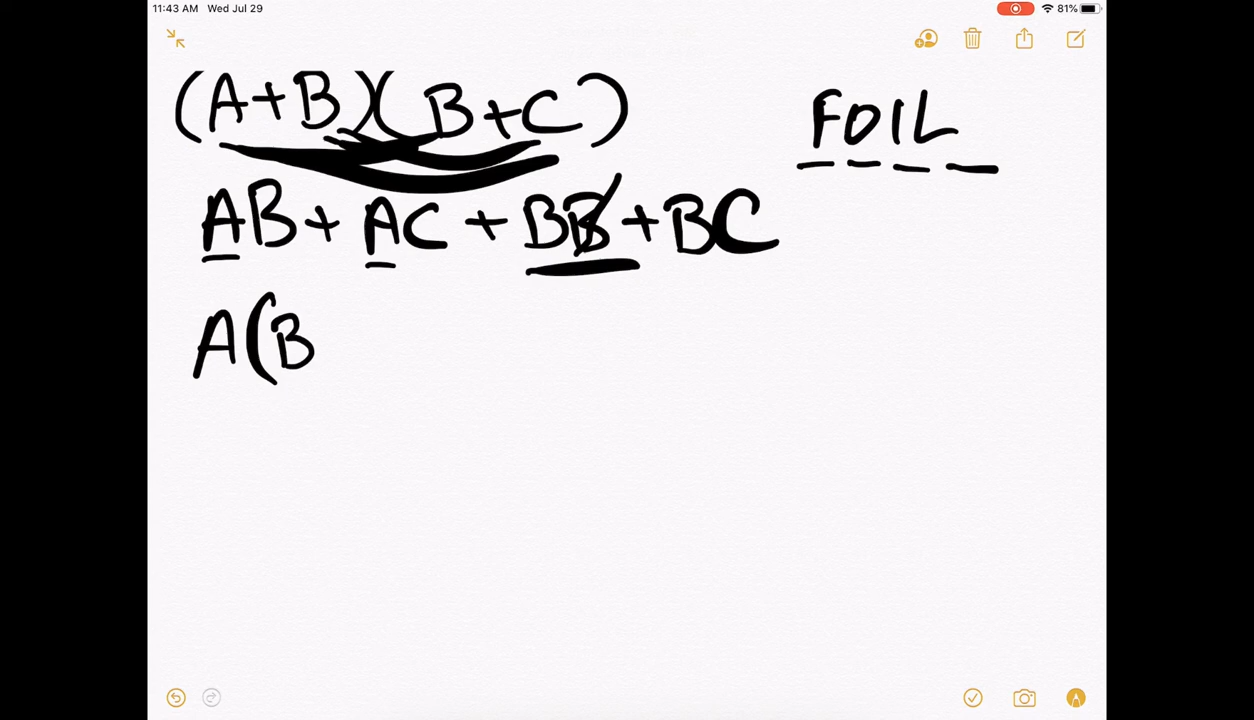 11:43 AM Wed Jul 29 81%
(A+B)(B+C) FOIL
AB + AC + BB + BC
A(B